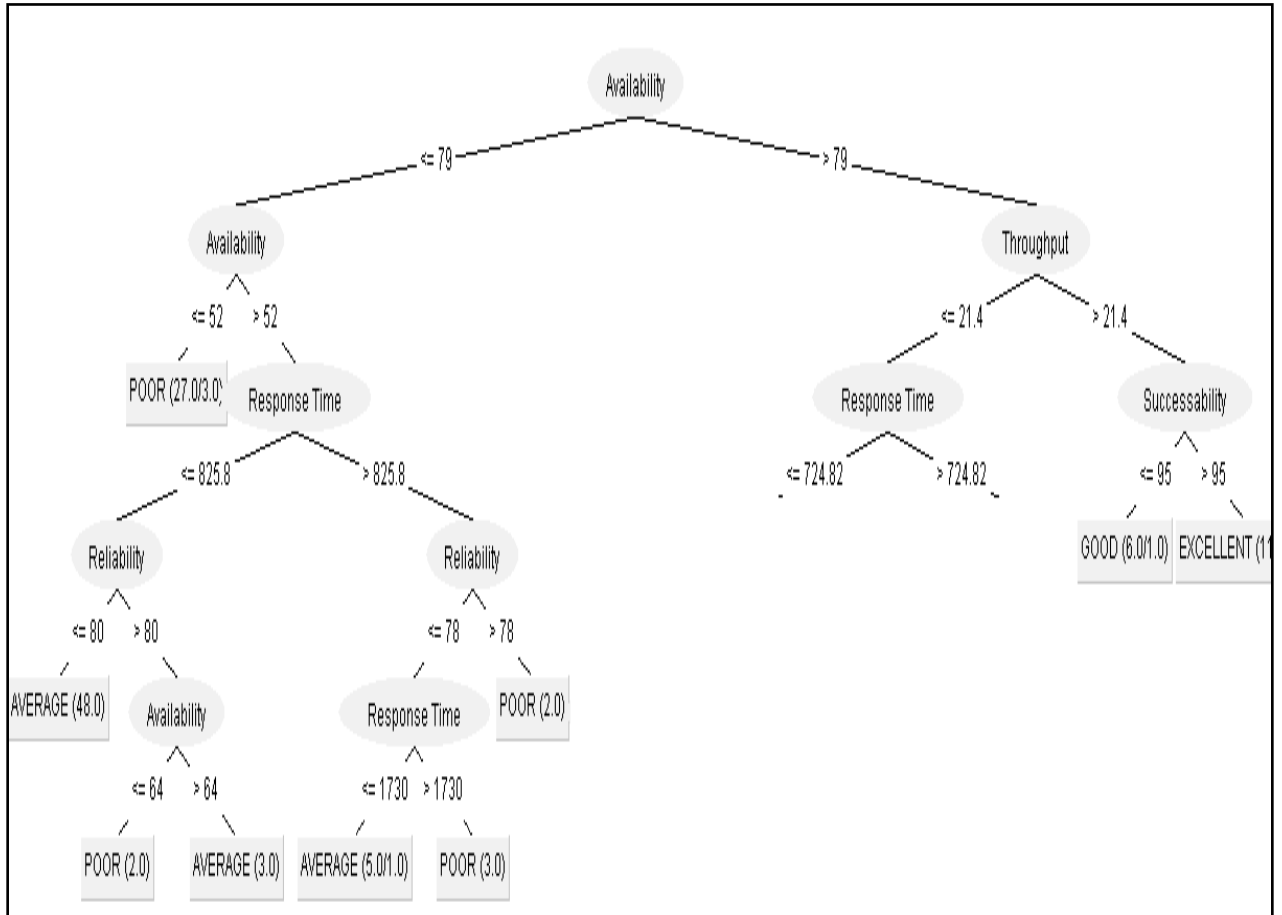 Availability
<= 79
> 79
Availability
Throughput
<= 52
> 52
<= 21.4
> 21.4
POOR (27.0/3.0)
Response Time
Response Time
Successability
<= 825.8
> 825.8
<= 724.82
> 724.82
<= 95
> 95
Reliability
Reliability
GOOD (6.0/1.0)
EXCELLENT (11
<= 80
> 80
<= 78
> 78
AVERAGE (48.0)
Availability
Response Time
POOR (2.0)
<= 64
> 64
<= 1730
> 1730
POOR (2.0)
AVERAGE (3.0)
AVERAGE (5.0/1.0)
POOR (3.0)